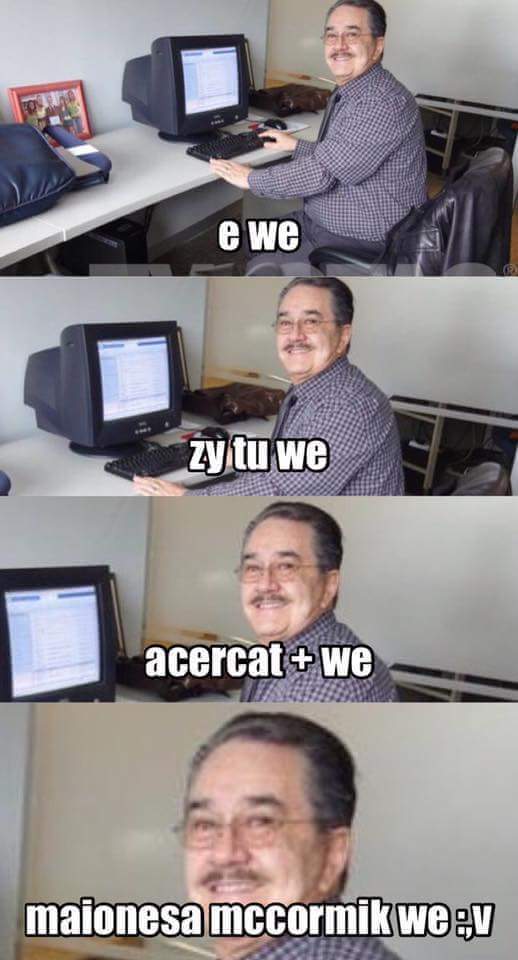 e we
zy tu we
acercat + we
maionesa mccormik we :,v